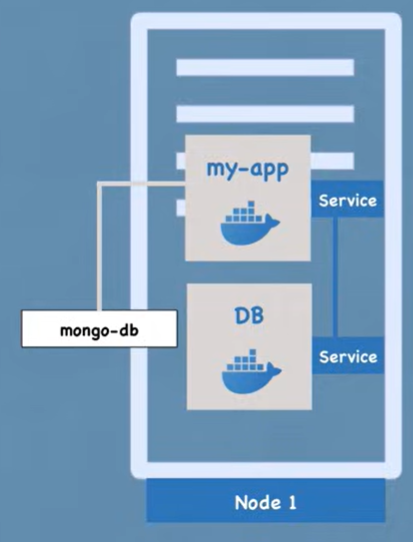 my-app
Service
DB
mongo-db
Service
Node 1